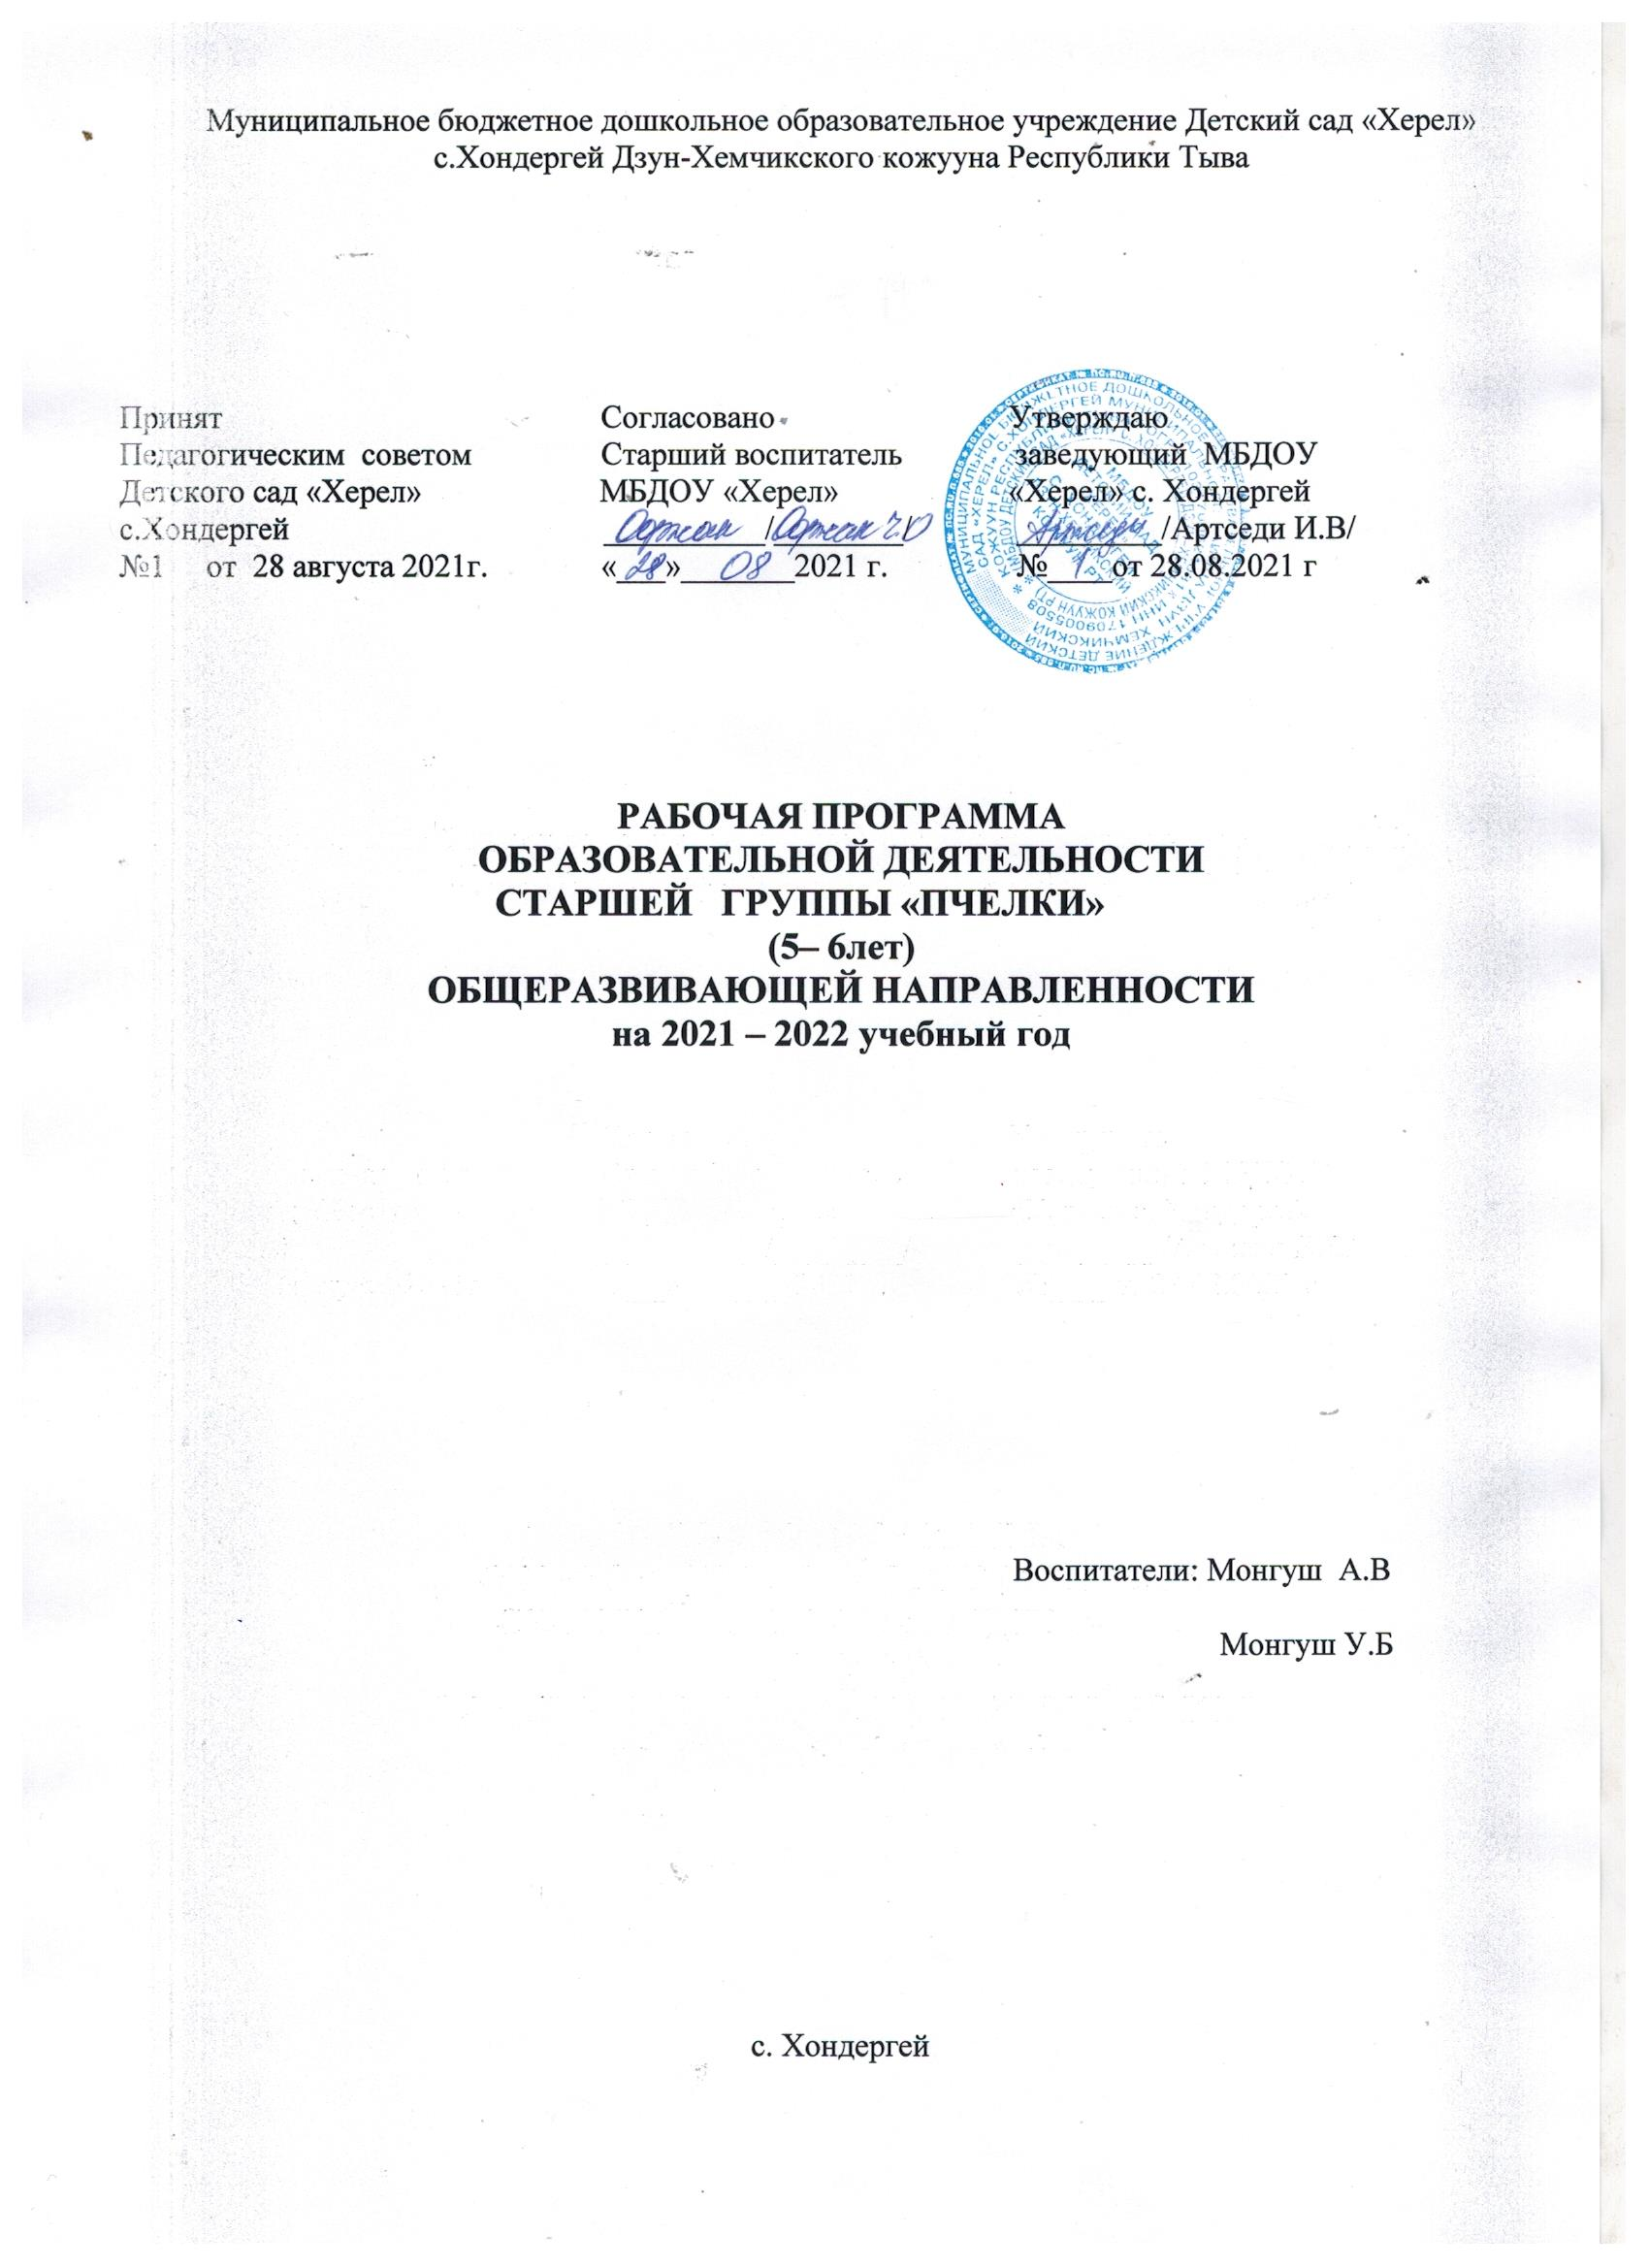 Муниципальное бюджетное дошкольное образовательное учреждение Детский сад «Херел»
с.Хондергей Дзун-Хемчикского кожууна Республики Тыва
Принят
Педагогическим советом
Детского сад «Херел»
с.Хондергей
№1 от 28 августа 2021г.
Согласовано
Старший воспитатель
МБДОУ «Херел»
/ /
«28» 08 2021 г.
Утверждаю
заведующий МБДОУ
«Херел» с. Хондергей
/Артседи И.В/
№ 1 от 28.08.2021 г
РАБОЧАЯ ПРОГРАММА
ОБРАЗОВАТЕЛЬНОЙ ДЕЯТЕЛЬНОСТИ
СТАРШЕЙ ГРУППЫ «ПЧЕЛКИ»
(5– 6лет)
ОБЩЕРАЗВИВАЮЩЕЙ НАПРАВЛЕННОСТИ
на 2021 – 2022 учебный год
Воспитатели: Монгуш А.В
Монгуш У.Б
с. Хондергей